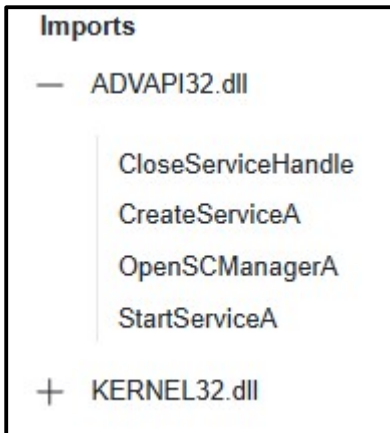 Imports
— ADVAPI32.dll
CloseServiceHandle
CreateServiceA
OpenSCManagerA
StartServiceA
+ KERNEL32.dll